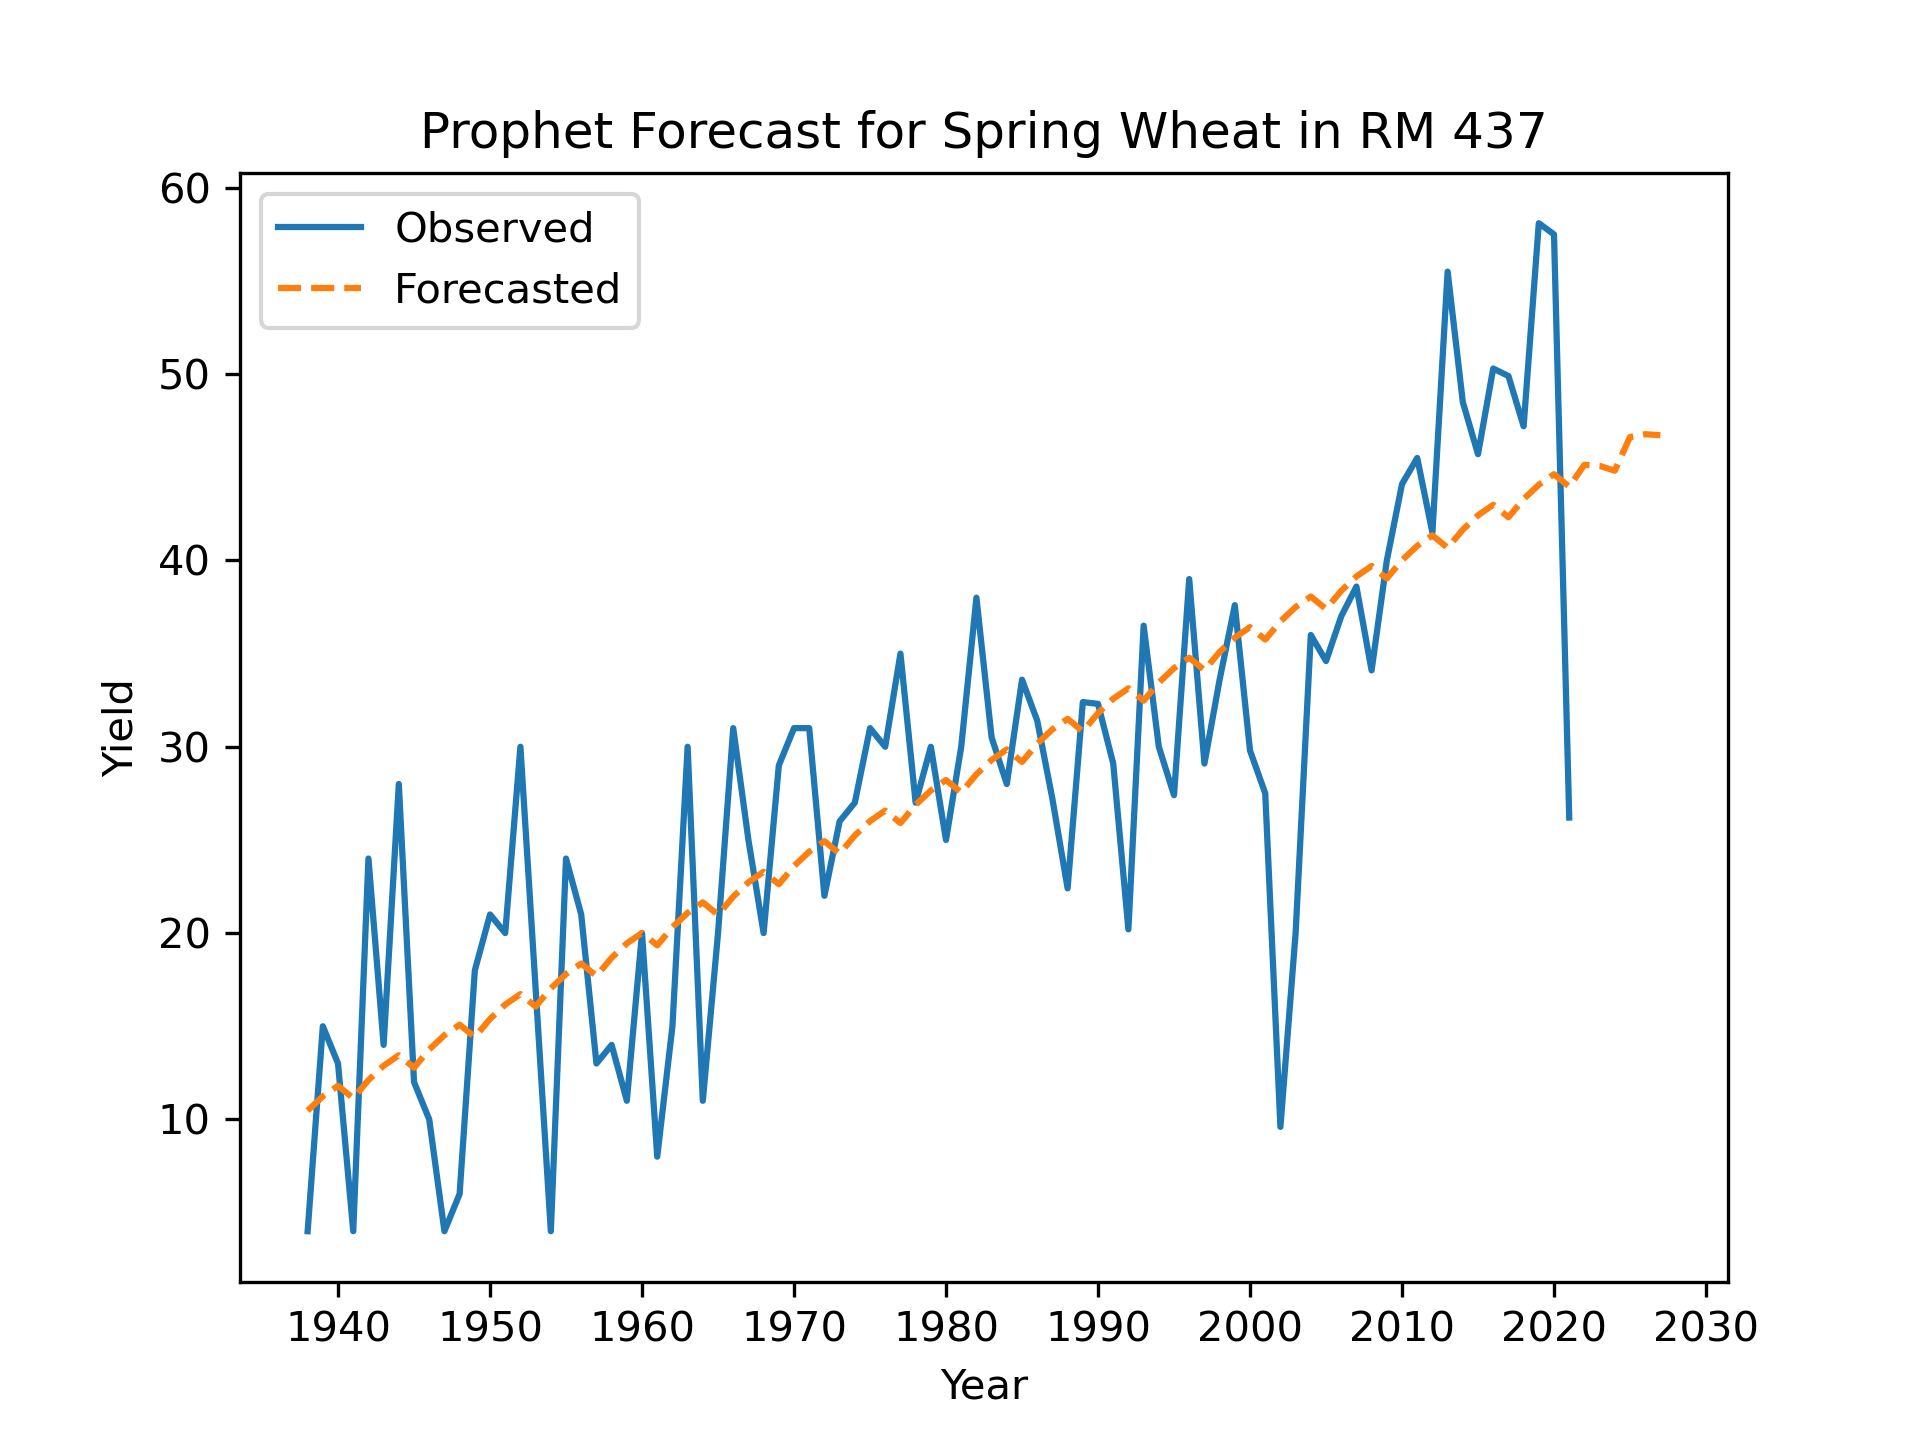 Prophet Forecast for Spring Wheat in RM 437
60
50
40
30
20
10
Yield
Observed
Forecasted
1940 1950 1960 1970 1980 1990 2000 2010 2020 2030
Year